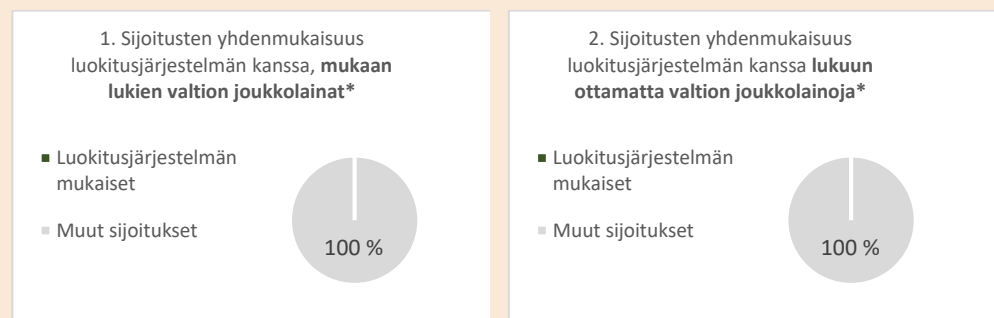 1. Sijoitusten yhdenmukaisuus
luokitusjärjestelmän kanssa, mukaan
lukien valtion joukkolainat*
Luokitusjärjestelmän
mukaiset
Muut sijoitukset
100 %
2. Sijoitusten yhdenmukaisuus
luokitusjärjestelmän kanssa lukuun
ottamatta valtion joukkolainoja*
Luokitusjärjestelmän
mukaiset
Muut sijoitukset
100 %